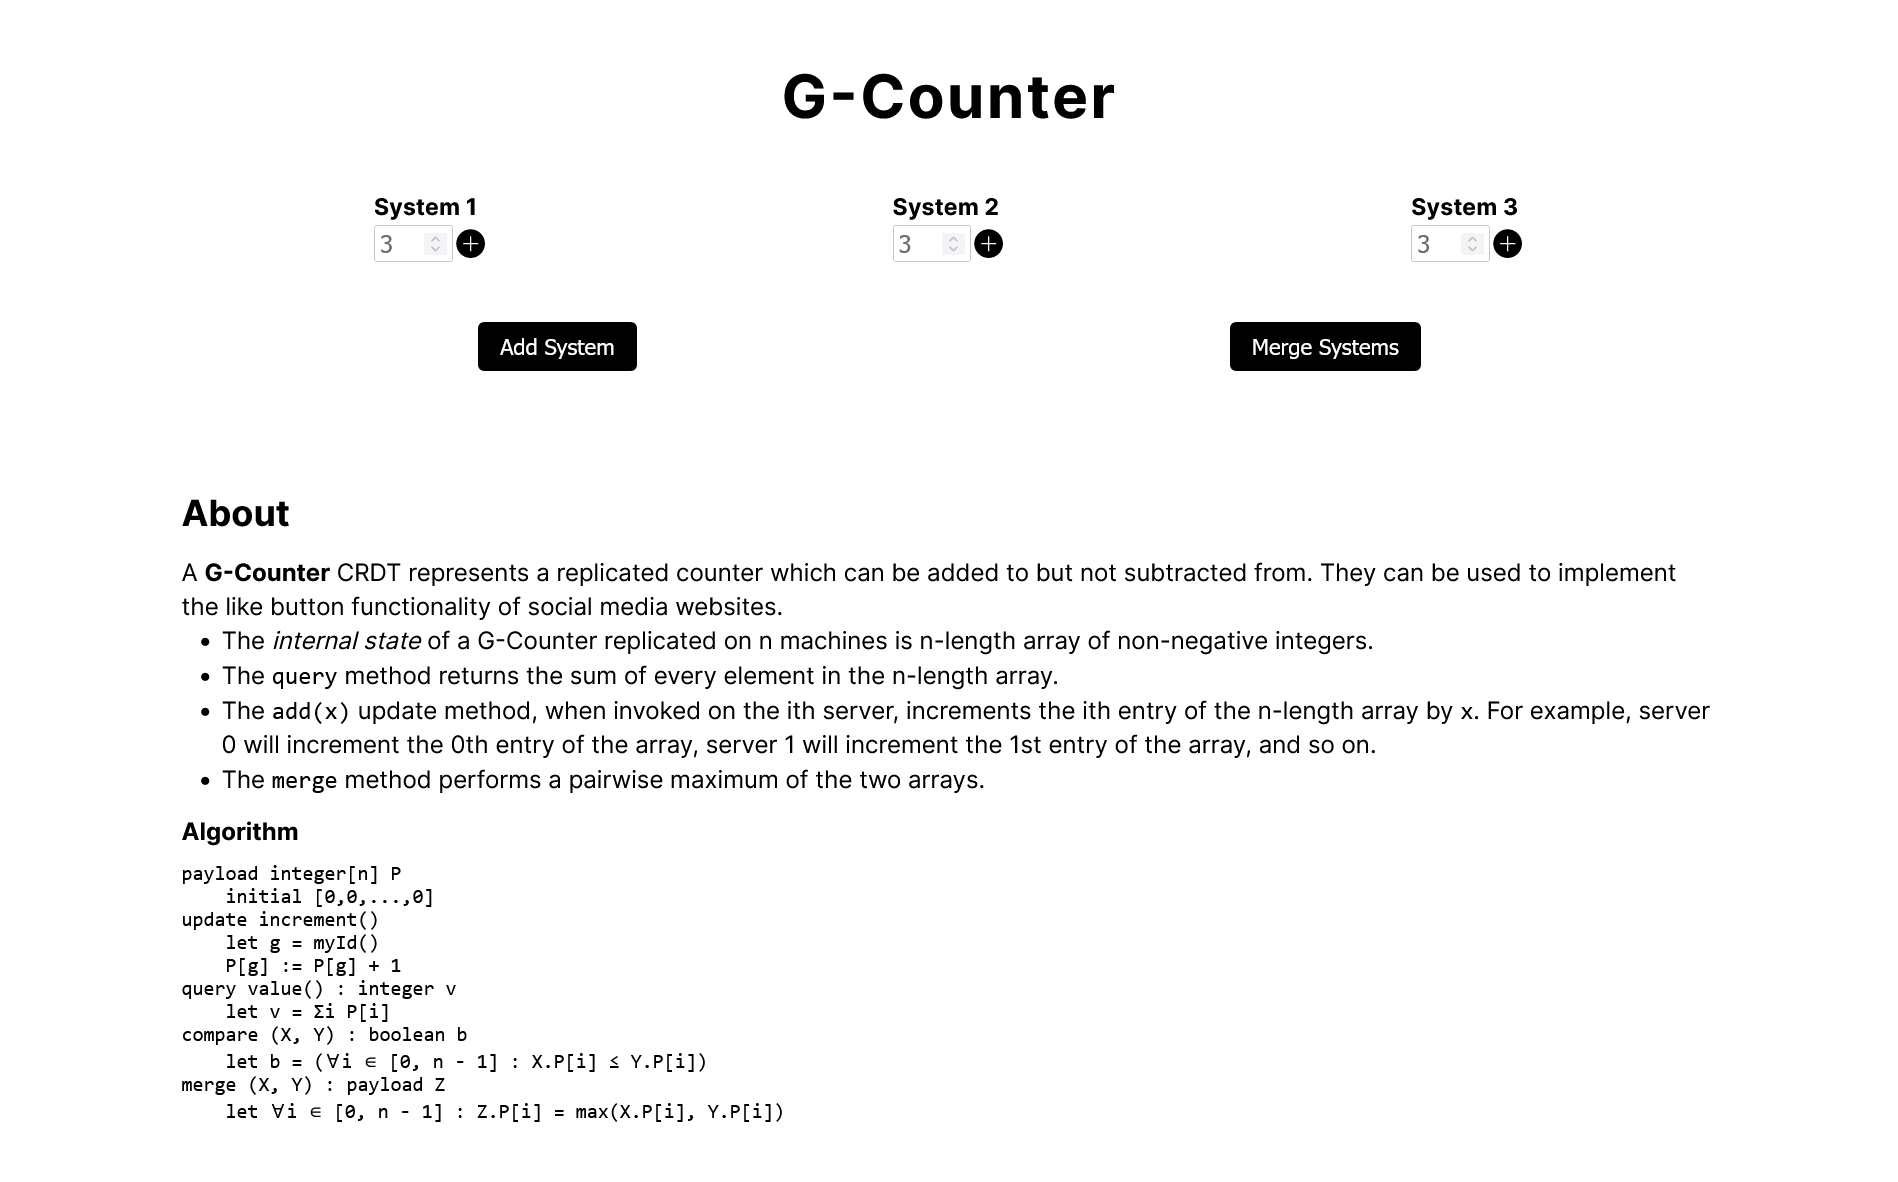 G-Counter
System 1
System 2
System 3
3
3
3
Add System
Merge Systems
About
A G-Counter CRDT represents a replicated counter which can be added to but not subtracted from. They can be used to implement
the like button functionality of social media websites.
• The internal state of a G-Counter replicated on n machines is n-length array of non-negative integers.
• The query method returns the sum of every element in the n-length array.
• The add(x) update method, when invoked on the ith server, increments the ith entry of the n-length array by x. For example, server
0 will increment the 0th entry of the array, server 1 will increment the 1st entry of the array, and so on.
• The merge method performs a pairwise maximum of the two arrays.
Algorithm
payload integer[n] P
    initial [0,0,...,0]
update increment()
    let g = myId()
    P[g] := P[g] + 1
query value() : integer v
    let v = Σi P[i]
compare (X, Y) : boolean b
    let b = (∀i ∈ [0, n - 1] : X.P[i] ≤ Y.P[i])
merge (X, Y) : payload Z
    let ∀i ∈ [0, n - 1] : Z.P[i] = max(X.P[i], Y.P[i])